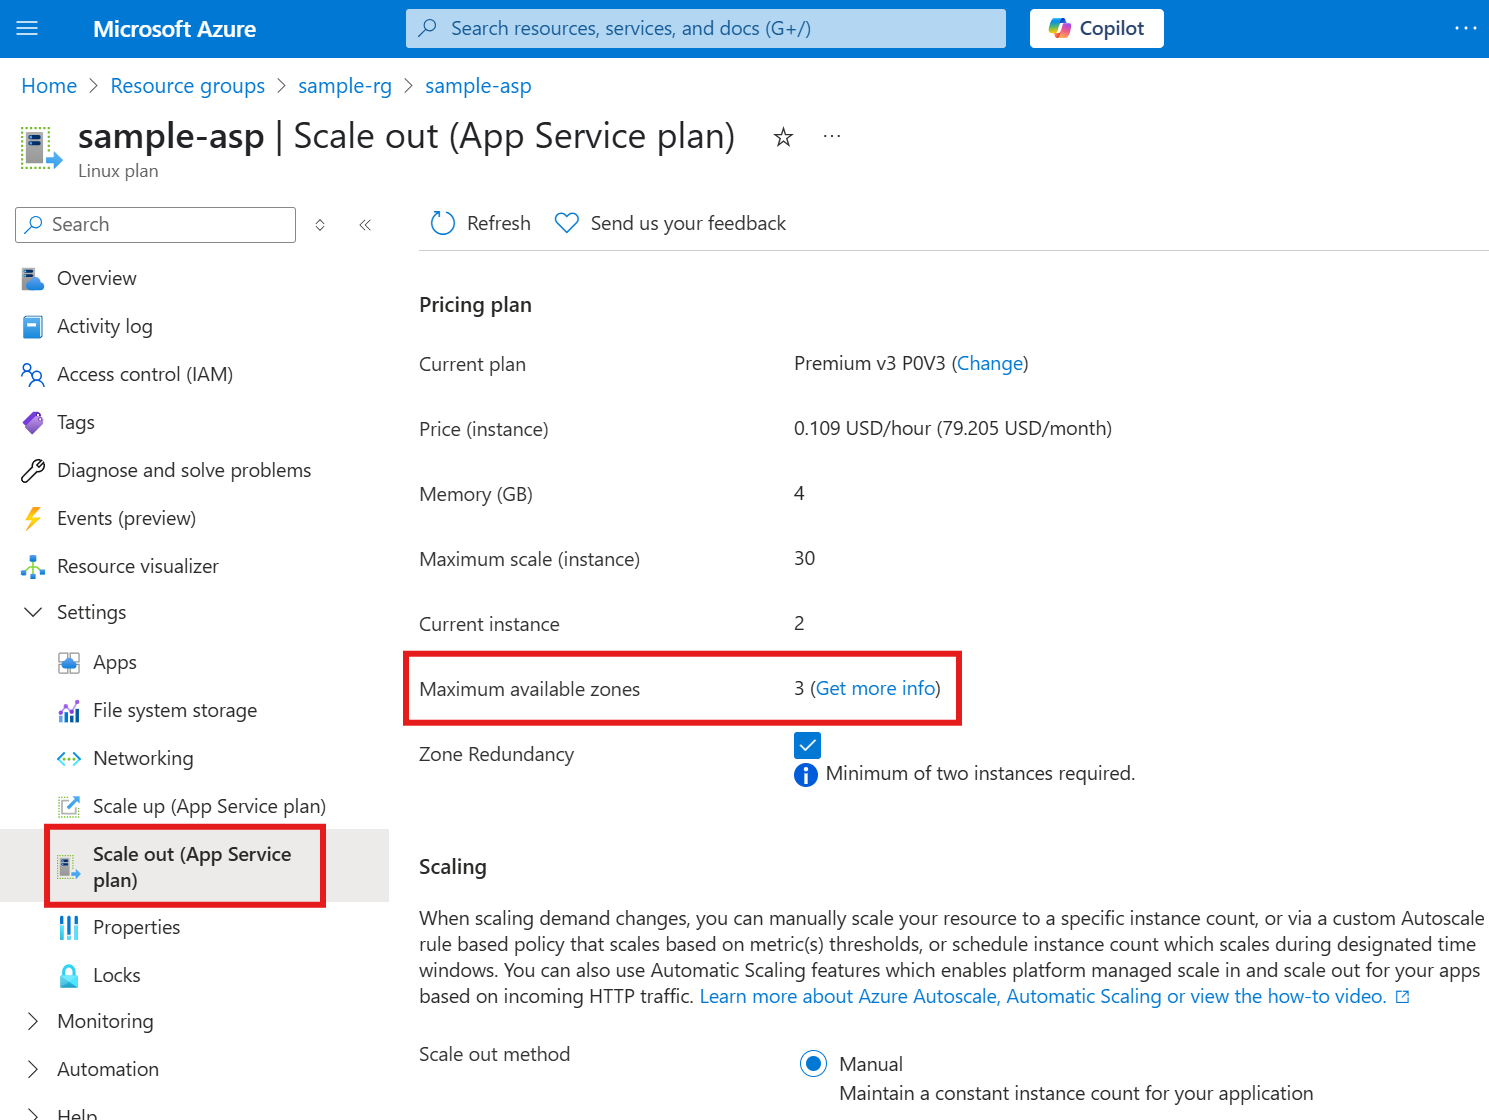 Microsoft Azure
Search resources, services, and docs (G+/)
Copilot
Home > Resource groups > sample-rg > sample-asp
sample-asp | Scale out (App Service plan)
Linux plan
Search
Refresh
Send us your feedback
Overview
Activity log
Access control (IAM)
Tags
Diagnose and solve problems
Events (preview)
Resource visualizer
Settings
Apps
File system storage
Networking
Scale up (App Service plan)
Scale out (App Service
plan)
Properties
Locks
Monitoring
Automation
Help
Pricing plan
Current plan
Premium v3 P0V3 (Change)
Price (instance)
0.109 USD/hour (79.205 USD/month)
Memory (GB)
4
Maximum scale (instance)
30
Current instance
2
Maximum available zones
3 (Get more info)
Zone Redundancy
Minimum of two instances required.
Scaling
When scaling demand changes, you can manually scale your resource to a specific instance count, or via a custom Autoscale
rule based policy that scales based on metric(s) thresholds, or schedule instance count which scales during designated time
windows. You can also use Automatic Scaling features which enables platform managed scale in and scale out for your apps
based on incoming HTTP traffic. Learn more about Azure Autoscale, Automatic Scaling or view the how-to video.
Scale out method
Manual
Maintain a constant instance count for your application